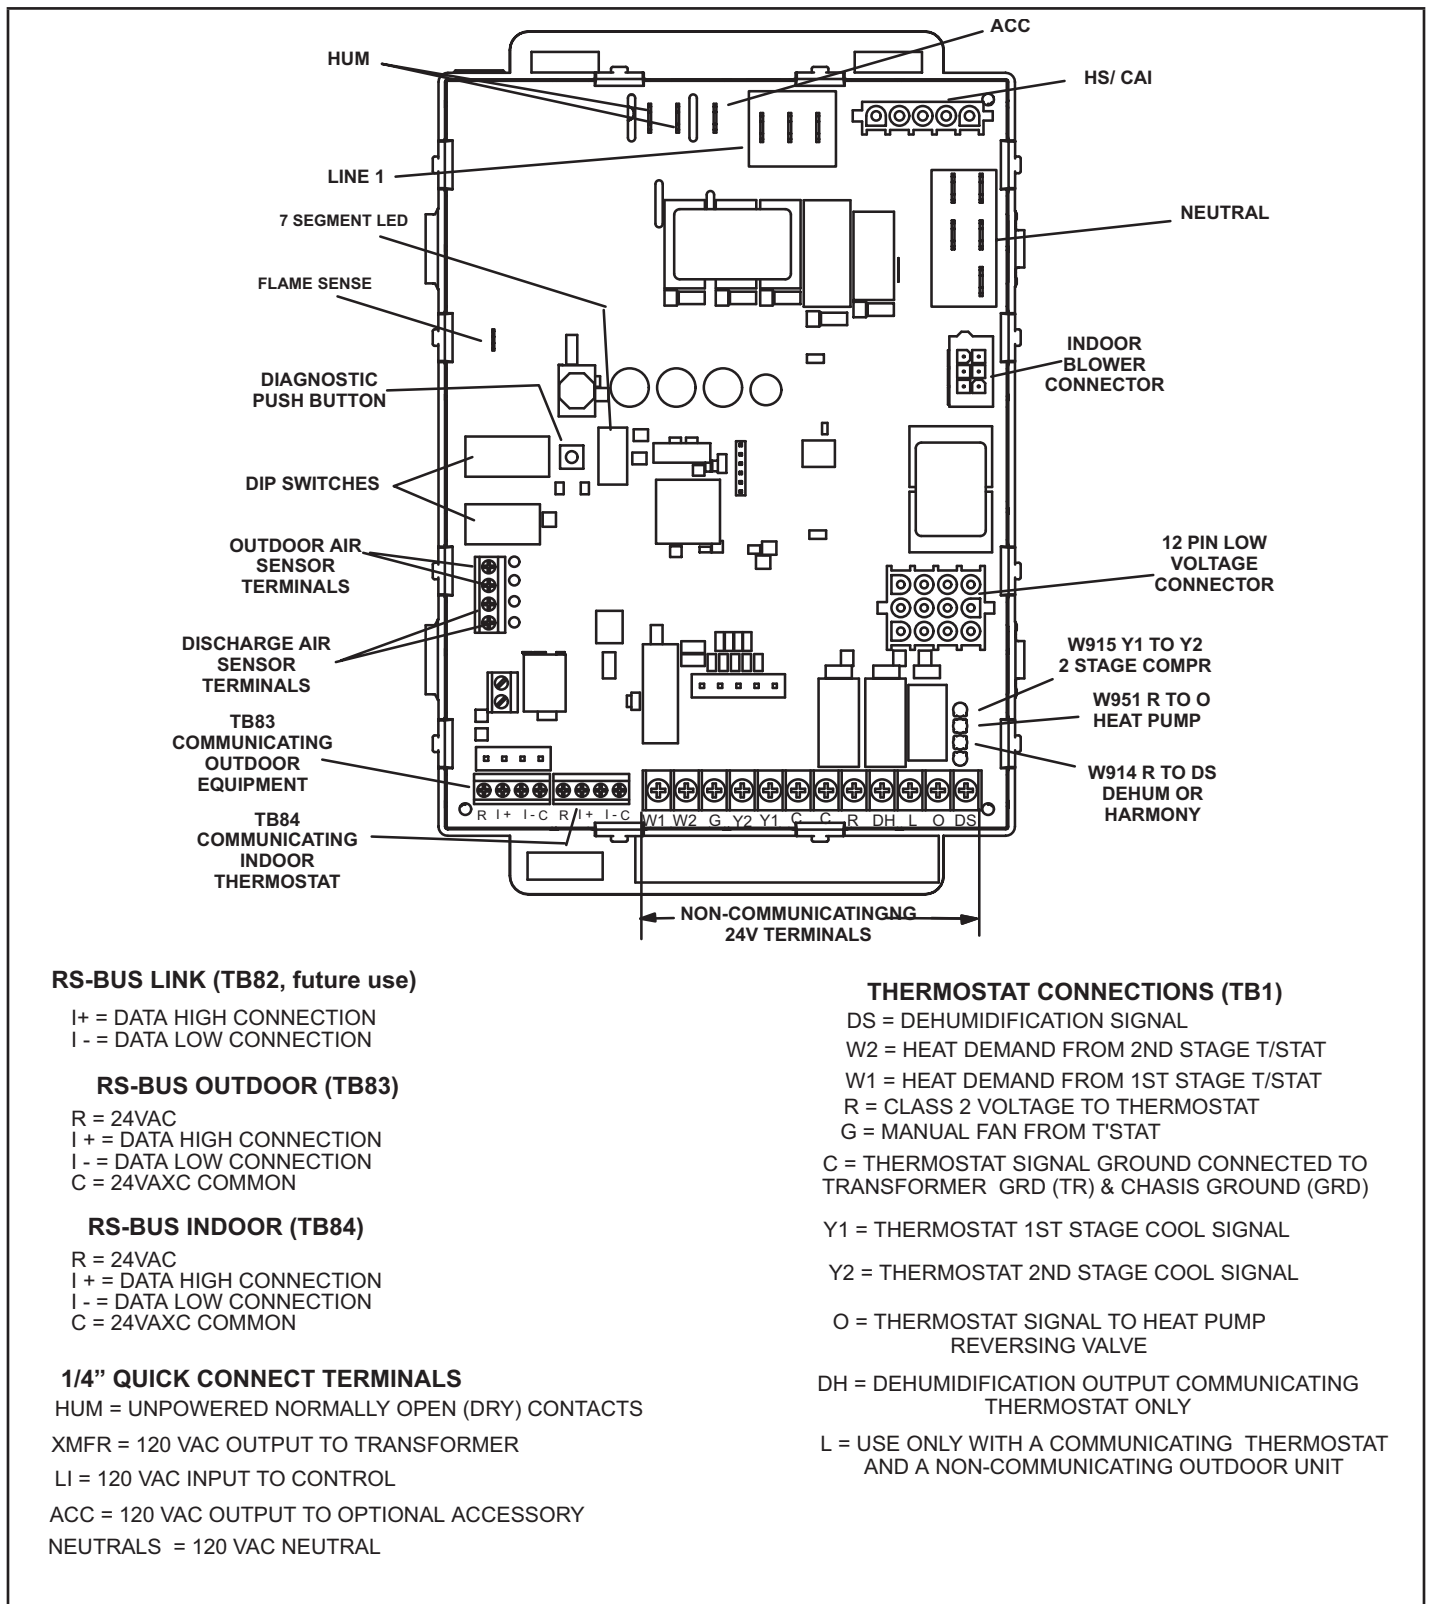 ACC
HUM
HS/ CAI
LINE 1
7 SEGMENT LED
NEUTRAL
FLAME SENSE
INDOOR
BLOWER
CONNECTOR
DIAGNOSTIC
PUSH BUTTON
DIP SWITCHES
OUTDOOR AIR
SENSOR
TERMINALS
12 PIN LOW
VOLTAGE
CONNECTOR
DISCHARGE AIR
SENSOR
TERMINALS
W915 Y1 TO Y2
2 STAGE COMPR
W951 R TO O
HEAT PUMP
TB83
COMMUNICATING
OUTDOOR
EQUIPMENT
W914 R TO DS
DEHUM OR
HARMONY
TB84
COMMUNICATING
INDOOR
THERMOSTAT
R I+ I- C R I+ I- C W1 W2 G Y2 Y1 C C R DH L O DS
NON-COMMUNICATINGNG
24V TERMINALS
RS-BUS LINK (TB82, future use)
I+ = DATA HIGH CONNECTION
I - = DATA LOW CONNECTION
RS-BUS OUTDOOR (TB83)
R = 24VAC
I + = DATA HIGH CONNECTION
I - = DATA LOW CONNECTION
C = 24VAXC COMMON
RS-BUS INDOOR (TB84)
R = 24VAC
I + = DATA HIGH CONNECTION
I - = DATA LOW CONNECTION
C = 24VAXC COMMON
1/4” QUICK CONNECT TERMINALS
HUM = UNPOWERED NORMALLY OPEN (DRY) CONTACTS
XMFR = 120 VAC OUTPUT TO TRANSFORMER
LI = 120 VAC INPUT TO CONTROL
ACC = 120 VAC OUTPUT TO OPTIONAL ACCESSORY
NEUTRALS = 120 VAC NEUTRAL
THERMOSTAT CONNECTIONS (TB1)
DS = DEHUMIDIFICATION SIGNAL
W2 = HEAT DEMAND FROM 2ND STAGE T/STAT
W1 = HEAT DEMAND FROM 1ST STAGE T/STAT
R = CLASS 2 VOLTAGE TO THERMOSTAT
G = MANUAL FAN FROM T'STAT
C = THERMOSTAT SIGNAL GROUND CONNECTED TO
TRANSFORMER GRD (TR) & CHASIS GROUND (GRD)
Y1 = THERMOSTAT 1ST STAGE COOL SIGNAL
Y2 = THERMOSTAT 2ND STAGE COOL SIGNAL
O = THERMOSTAT SIGNAL TO HEAT PUMP
REVERSING VALVE
DH = DEHUMIDIFICATION OUTPUT COMMUNICATING
THERMOSTAT ONLY
L = USE ONLY WITH A COMMUNICATING THERMOSTAT
AND A NON-COMMUNICATING OUTDOOR UNIT